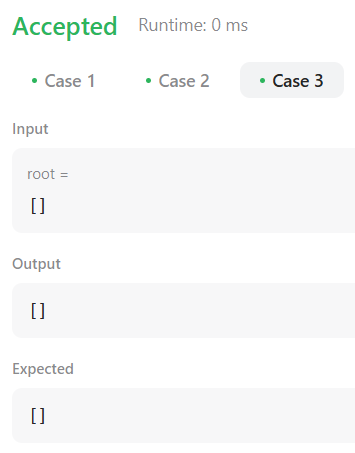 Accepted Runtime: 0 ms
• Case 1 • Case 2 • Case 3
Input
root =
[]
Output
[]
Expected
[]